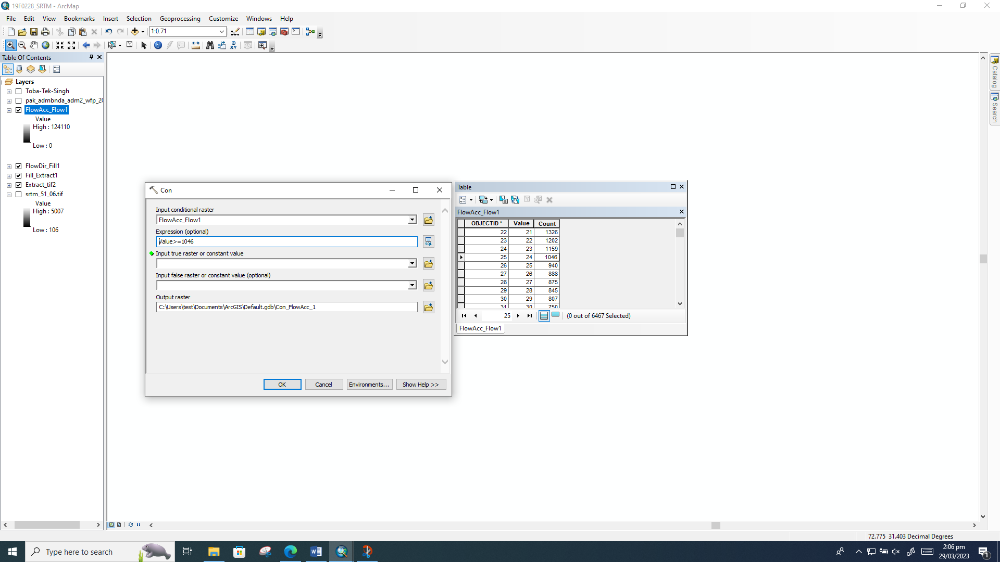 19F0228_SRTM - ArcMap
File Edit View Bookmarks Insert Selection Geoprocessing Customize Windows Help
1:0.71
Table Of Contents
Layers
Toba-Tek-Singh
pak_admbnda_adm2_wfp_20
FlowAcc_Flow1
Value
High : 124110
Low : 0
FlowDir_Fill1
Fill_Extract1
Extract_tif2
srtm_51_06.tif
Value
High : 5007
Low : 106
Con
Input conditional raster
FlowAcc_Flow1
Expression (optional)
Value>=1046
SQL
Input true raster or constant value
Input false raster or constant value (optional)
Output raster
C:\Users\test\Documents\ArcGIS\Default.gdb\Con_FlowAcc_1
OK Cancel Environments... Show Help >>
Table
FlowAcc_Flow1
OBJECTID * Value Count
22 21 1326
23 22 1202
24 23 1159
25 24 1046
26 25 940
27 26 888
28 27 875
29 28 845
30 29 807
31 30 750
25 (0 out of 6467 Selected)
FlowAcc_Flow1
Catalog
Search
72.775 31.403 Decimal Degrees
Type here to search
2:06 pm
29/03/2023
1